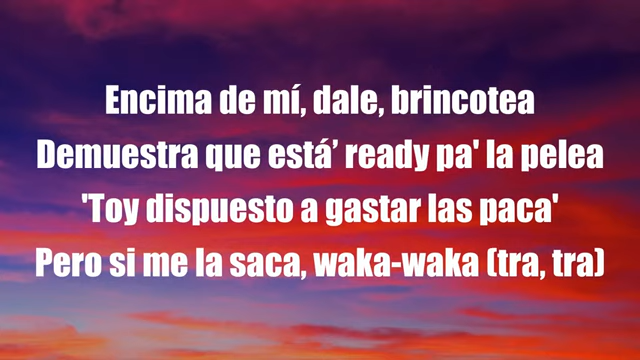 Encima de mí, dale, brincotea
Demuestra que está’ ready pa' la pelea
'Toy dispuesto a gastar las paca'
Pero si me la saca, waka-waka (tra, tra)